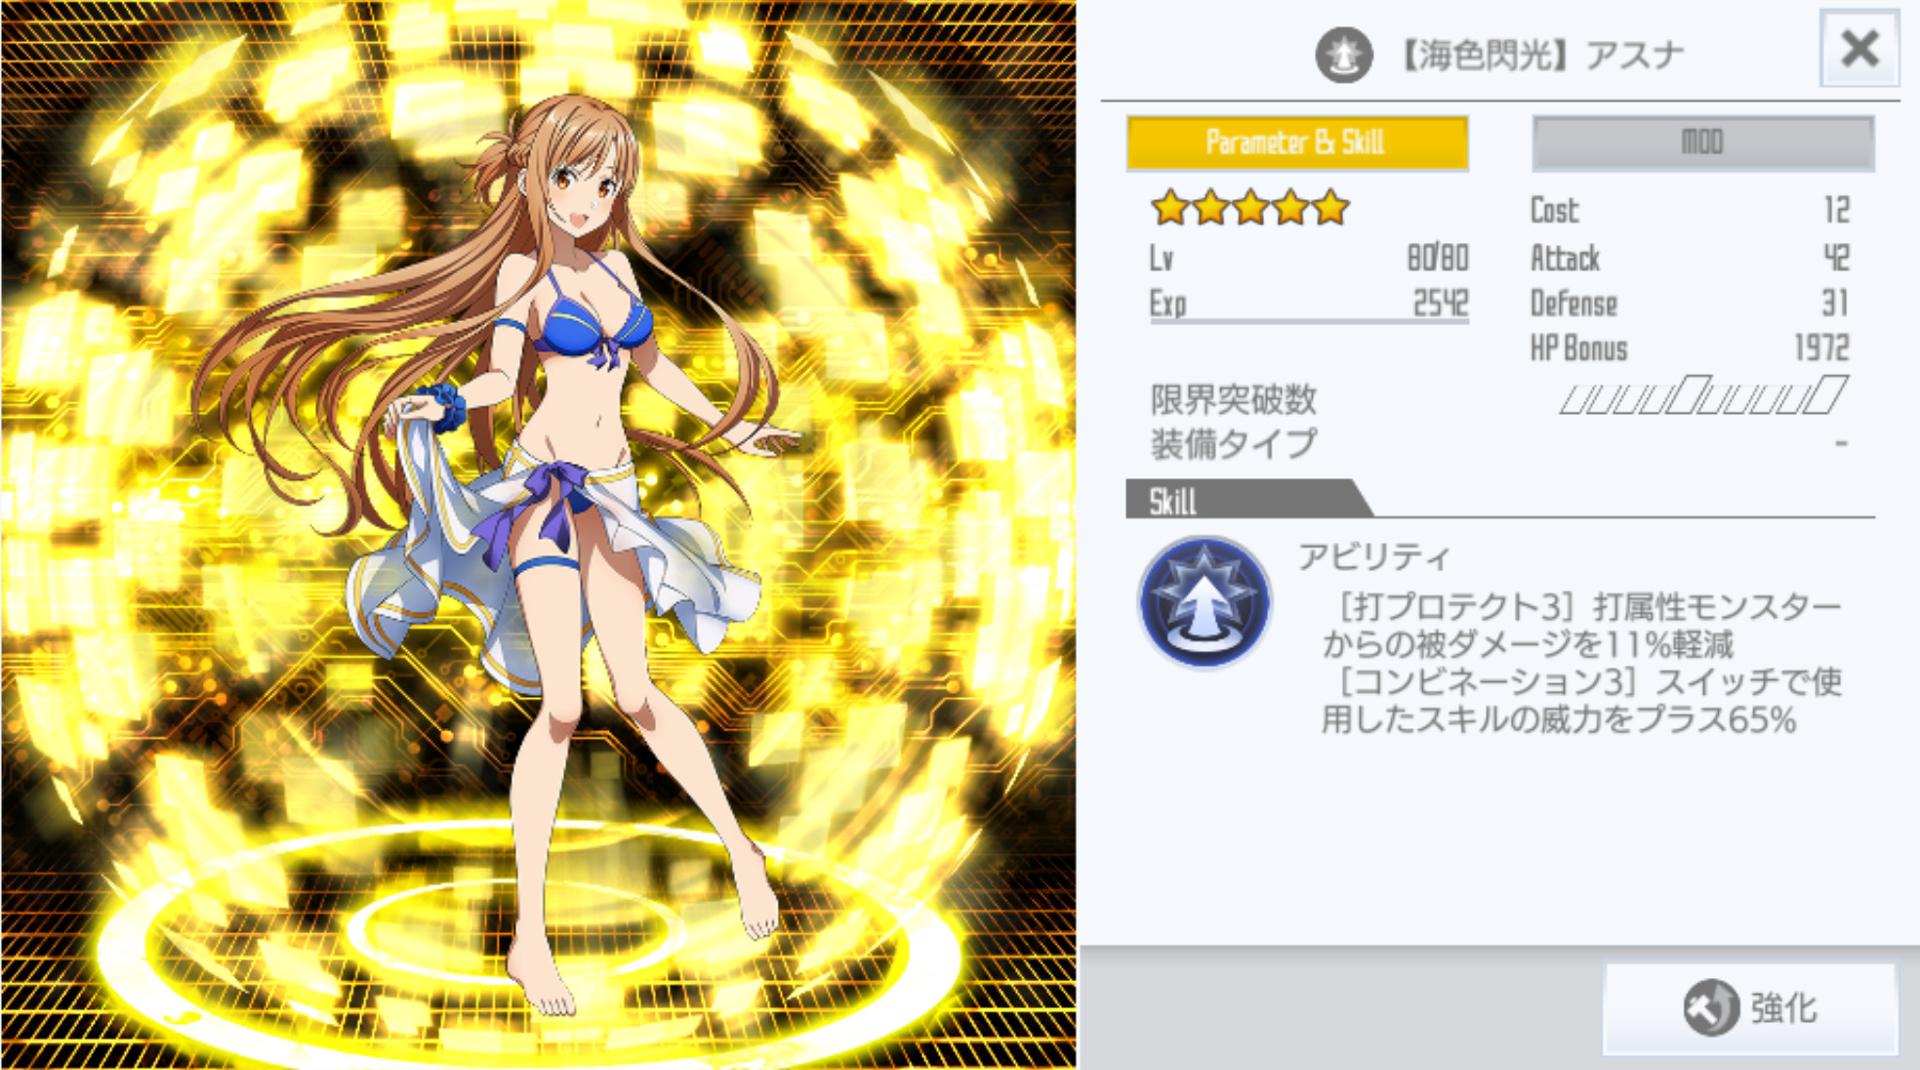 【海色閃光】アスナ
Parameter & Skill
MOD
Lv 80/80
Exp 2542
Cost 12
Attack 42
Defense 31
HP Bonus 1972
限界突破数
装備タイプ -
Skill
アビリティ
［打プロテクト3］打属性モンスター
からの被ダメージを11%軽減
［コンビネーション3］スイッチで使
用したスキルの威力をプラス65%
強化